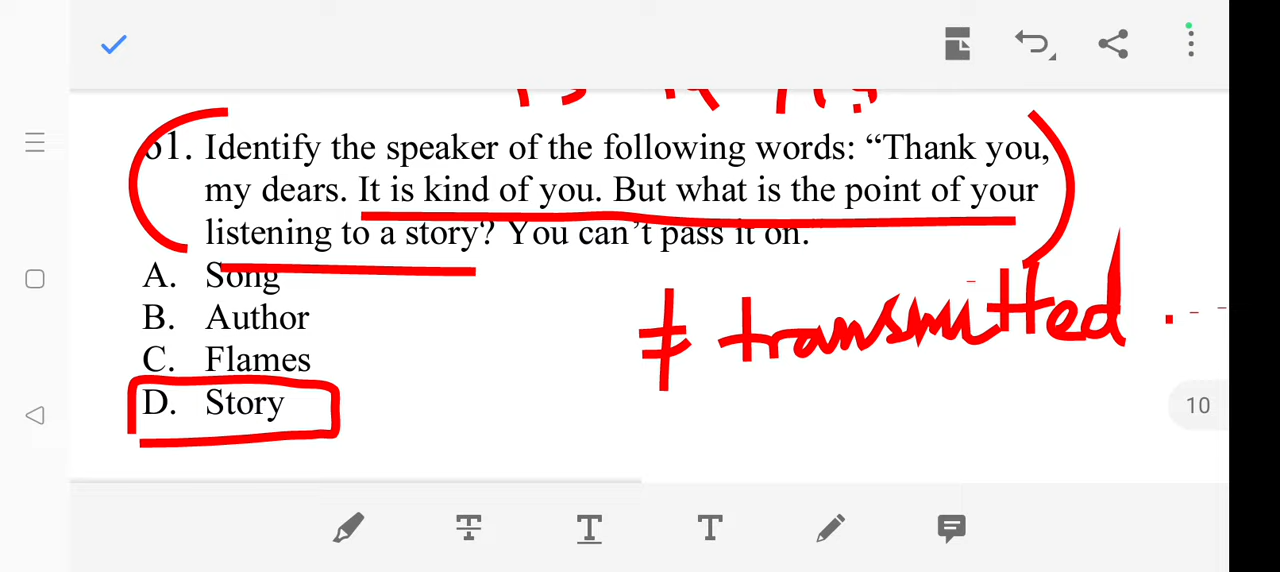 61. Identify the speaker of the following words: “Thank you,
my dears. It is kind of you. But what is the point of your
listening to a story? You can’t pass it on.”
A. Song
B. Author
C. Flames
D. Story
≠ transmitted.
10